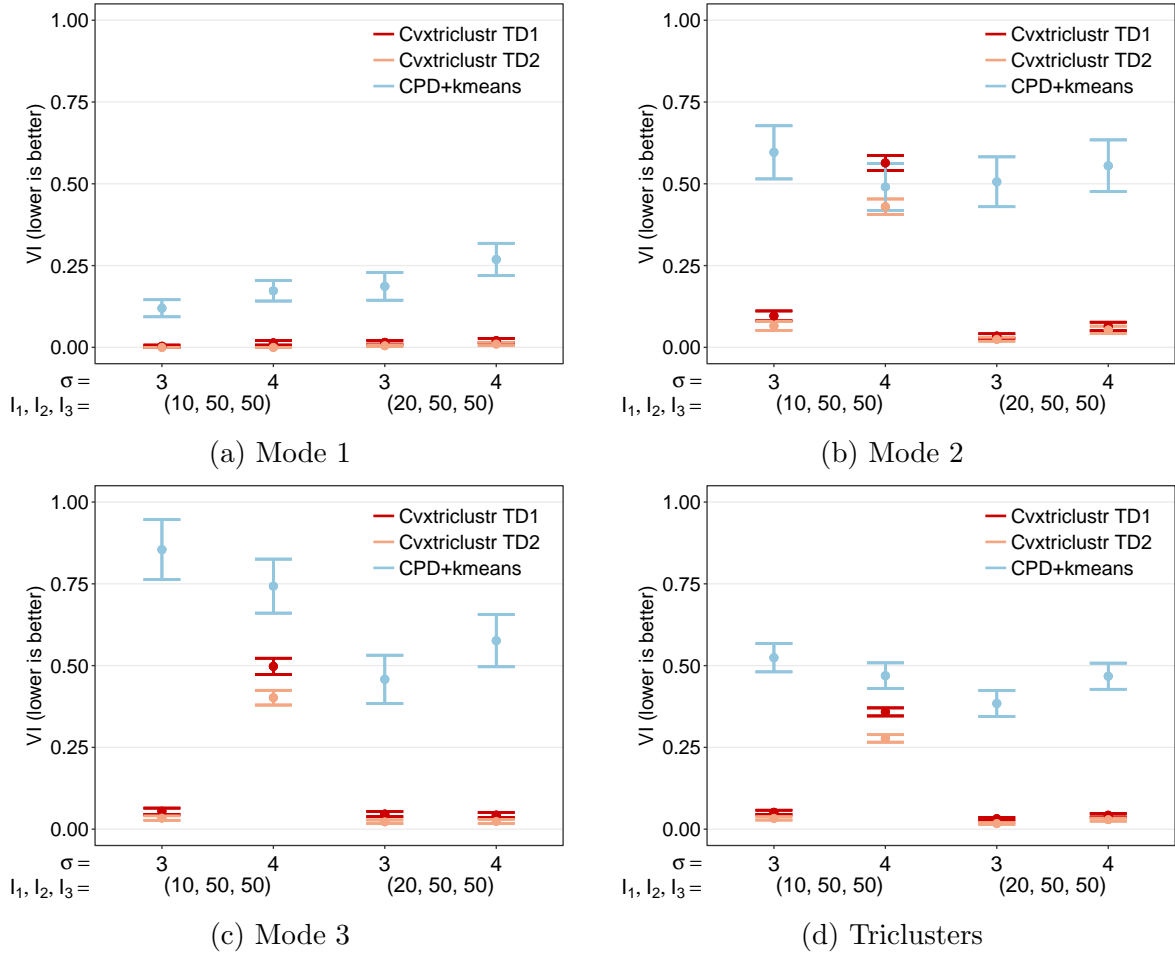 1.00
0.75
0.50
0.25
0.00
VI (lower is better)
Cvxtriclustr TD1
Cvxtriclustr TD2
CPD+kmeans
σ = 3 4 3 4
I₁, I₂, I₃ = (10, 50, 50) (20, 50, 50)
(a) Mode 1
1.00
0.75
0.50
0.25
0.00
VI (lower is better)
Cvxtriclustr TD1
Cvxtriclustr TD2
CPD+kmeans
σ = 3 4 3 4
I₁, I₂, I₃ = (10, 50, 50) (20, 50, 50)
(b) Mode 2
1.00
0.75
0.50
0.25
0.00
VI (lower is better)
Cvxtriclustr TD1
Cvxtriclustr TD2
CPD+kmeans
σ = 3 4 3 4
I₁, I₂, I₃ = (10, 50, 50) (20, 50, 50)
(c) Mode 3
1.00
0.75
0.50
0.25
0.00
VI (lower is better)
Cvxtriclustr TD1
Cvxtriclustr TD2
CPD+kmeans
σ = 3 4 3 4
I₁, I₂, I₃ = (10, 50, 50) (20, 50, 50)
(d) Triclusters